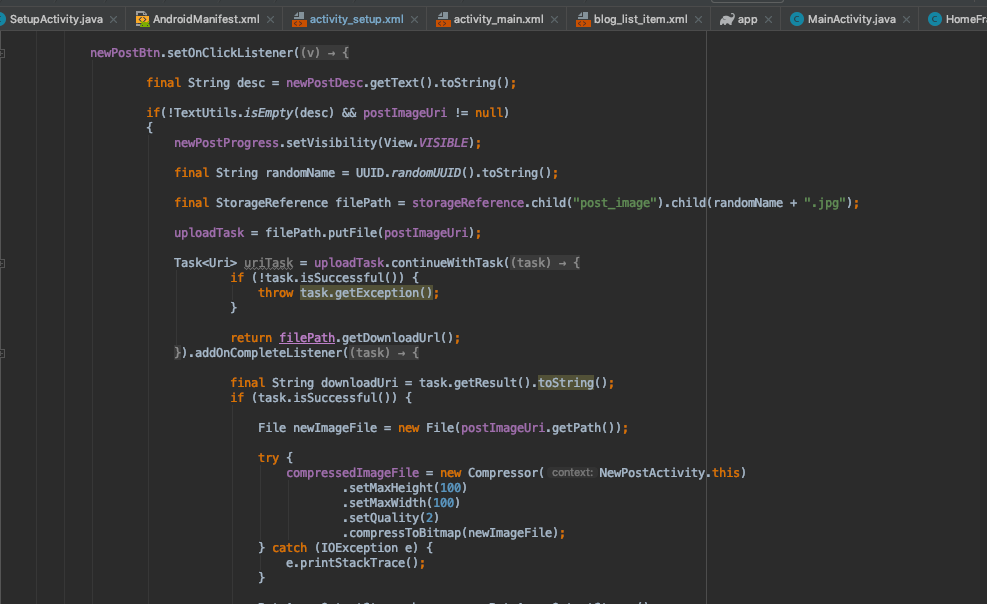 SetupActivity.java × AndroidManifest.xml × activity_setup.xml × activity_main.xml × blog_list_item.xml × app × MainActivity.java × HomeFra
newPostBtn.setOnClickListener((v) → {
final String desc = newPostDesc.getText().toString();
if(!TextUtils.isEmpty(desc) && postImageUri != null)
{
newPostProgress.setVisibility(View.VISIBLE);
final String randomName = UUID.randomUUID().toString();
final StorageReference filePath = storageReference.child("post_image").child(randomName + ".jpg");
uploadTask = filePath.putFile(postImageUri);
Task<Uri> uriTask = uploadTask.continueWithTask((task) → {
if (!task.isSuccessful()) {
throw task.getException();
}
return filePath.getDownloadUrl();
}).addOnCompleteListener((task) → {
final String downloadUri = task.getResult().toString();
if (task.isSuccessful()) {
File newImageFile = new File(postImageUri.getPath());
try {
compressedImageFile = new Compressor( context: NewPostActivity.this)
.setMaxHeight(100)
.setMaxWidth(100)
.setQuality(2)
.compressToBitmap(newImageFile);
} catch (IOException e) {
e.printStackTrace();
}